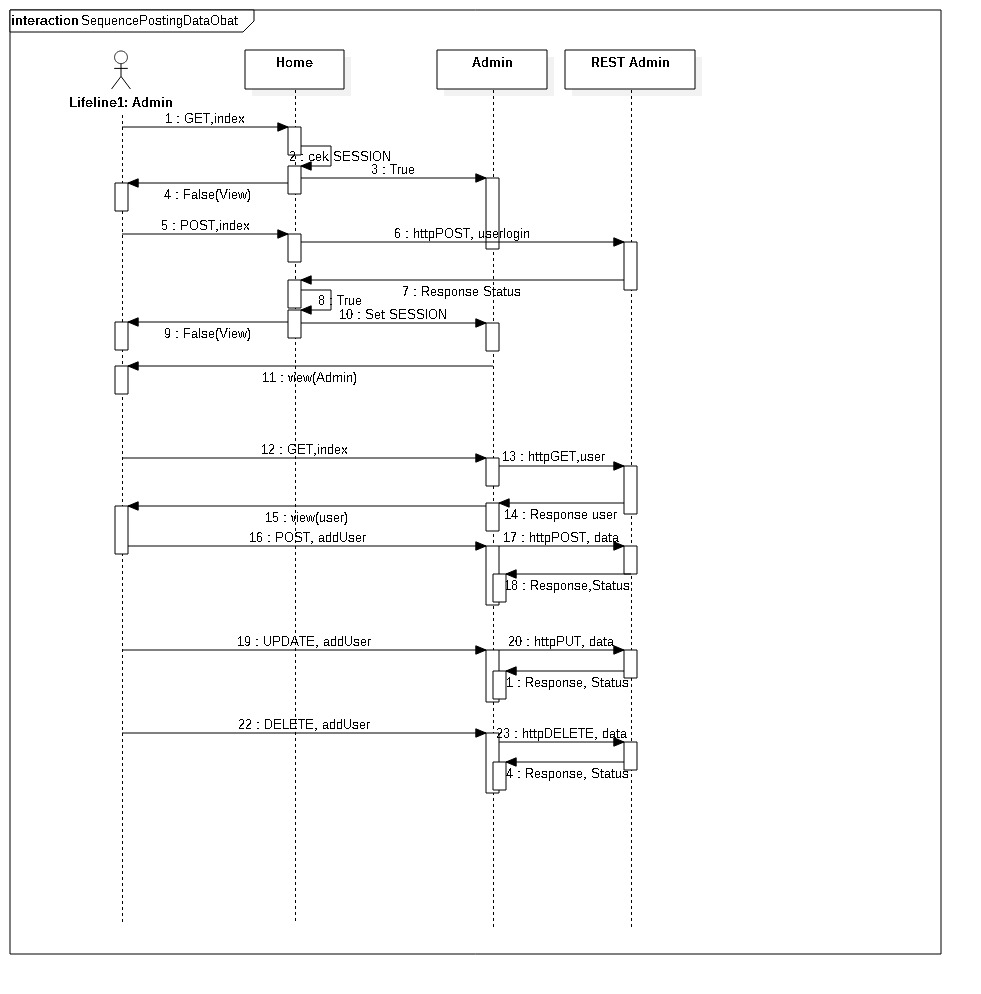 interaction SequencePostingDataObat
Home
Admin
REST Admin
Lifeline1: Admin
1 : GET,index
2 : cek SESSION
3 : True
4 : False(View)
5 : POST,index
6 : httpPOST, userlogin
7 : Response Status
8 : True
9 : False(View)
10 : Set SESSION
11 : view(Admin)
12 : GET,index
13 : httpGET,user
14 : Response user
15 : view(user)
16 : POST, addUser
17 : httpPOST, data
18 : Response,Status
19 : UPDATE, addUser
20 : httpPUT, data
1 : Response, Status
22 : DELETE, addUser
23 : httpDELETE, data
4 : Response, Status